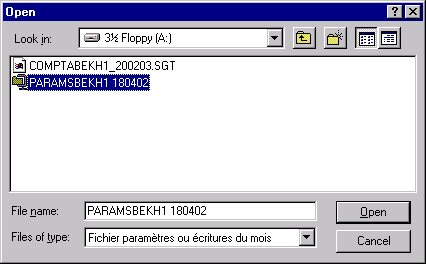 Open
Look in: 3½ Floppy (A:)
COMPTABEKH1_200203.SGT
PARAMSBEKH1 180402
File name: PARAMSBEKH1 180402 Open
Files of type: Fichier paramètres ou écritures du mois Cancel